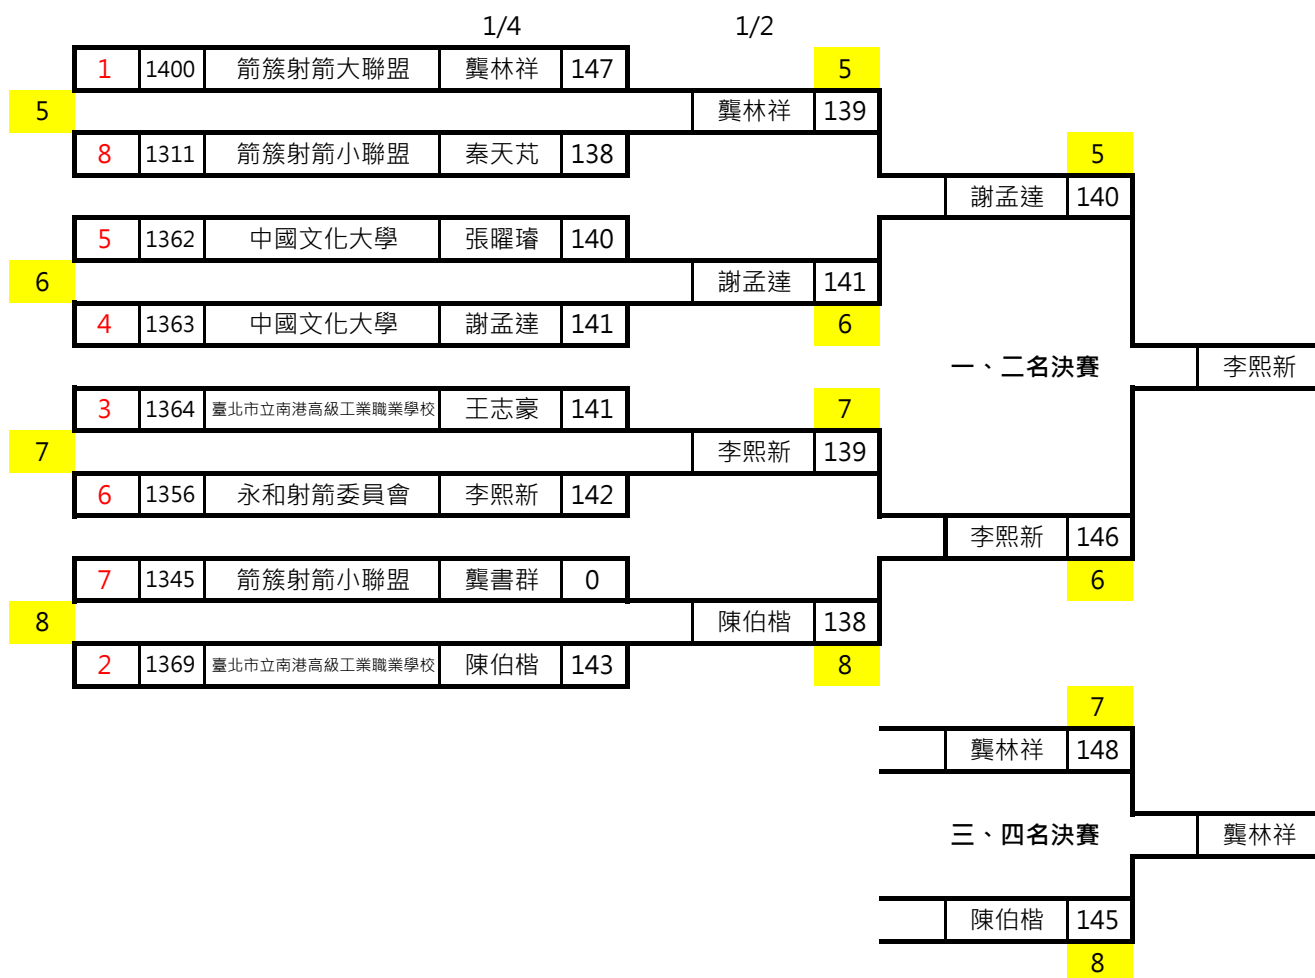 1/4 1/2
1 1400 箭簇射箭大聯盟 龔林祥 147 5
5 龔林祥 139
8 1311 箭簇射箭小聯盟 秦天芃 138 5
謝孟達 140
5 1362 中國文化大學 張曜璿 140
6 謝孟達 141
4 1363 中國文化大學 謝孟達 141 6
一、二名決賽 李熙新
3 1364 臺北市立南港高級工業職業學校 王志豪 141 7
7 李熙新 139
6 1356 永和射箭委員會 李熙新 142
李熙新 146
7 1345 箭簇射箭小聯盟 龔書群 0 6
8 陳伯楷 138
2 1369 臺北市立南港高級工業職業學校 陳伯楷 143 8
7
龔林祥 148
三、四名決賽 龔林祥
陳伯楷 145
8